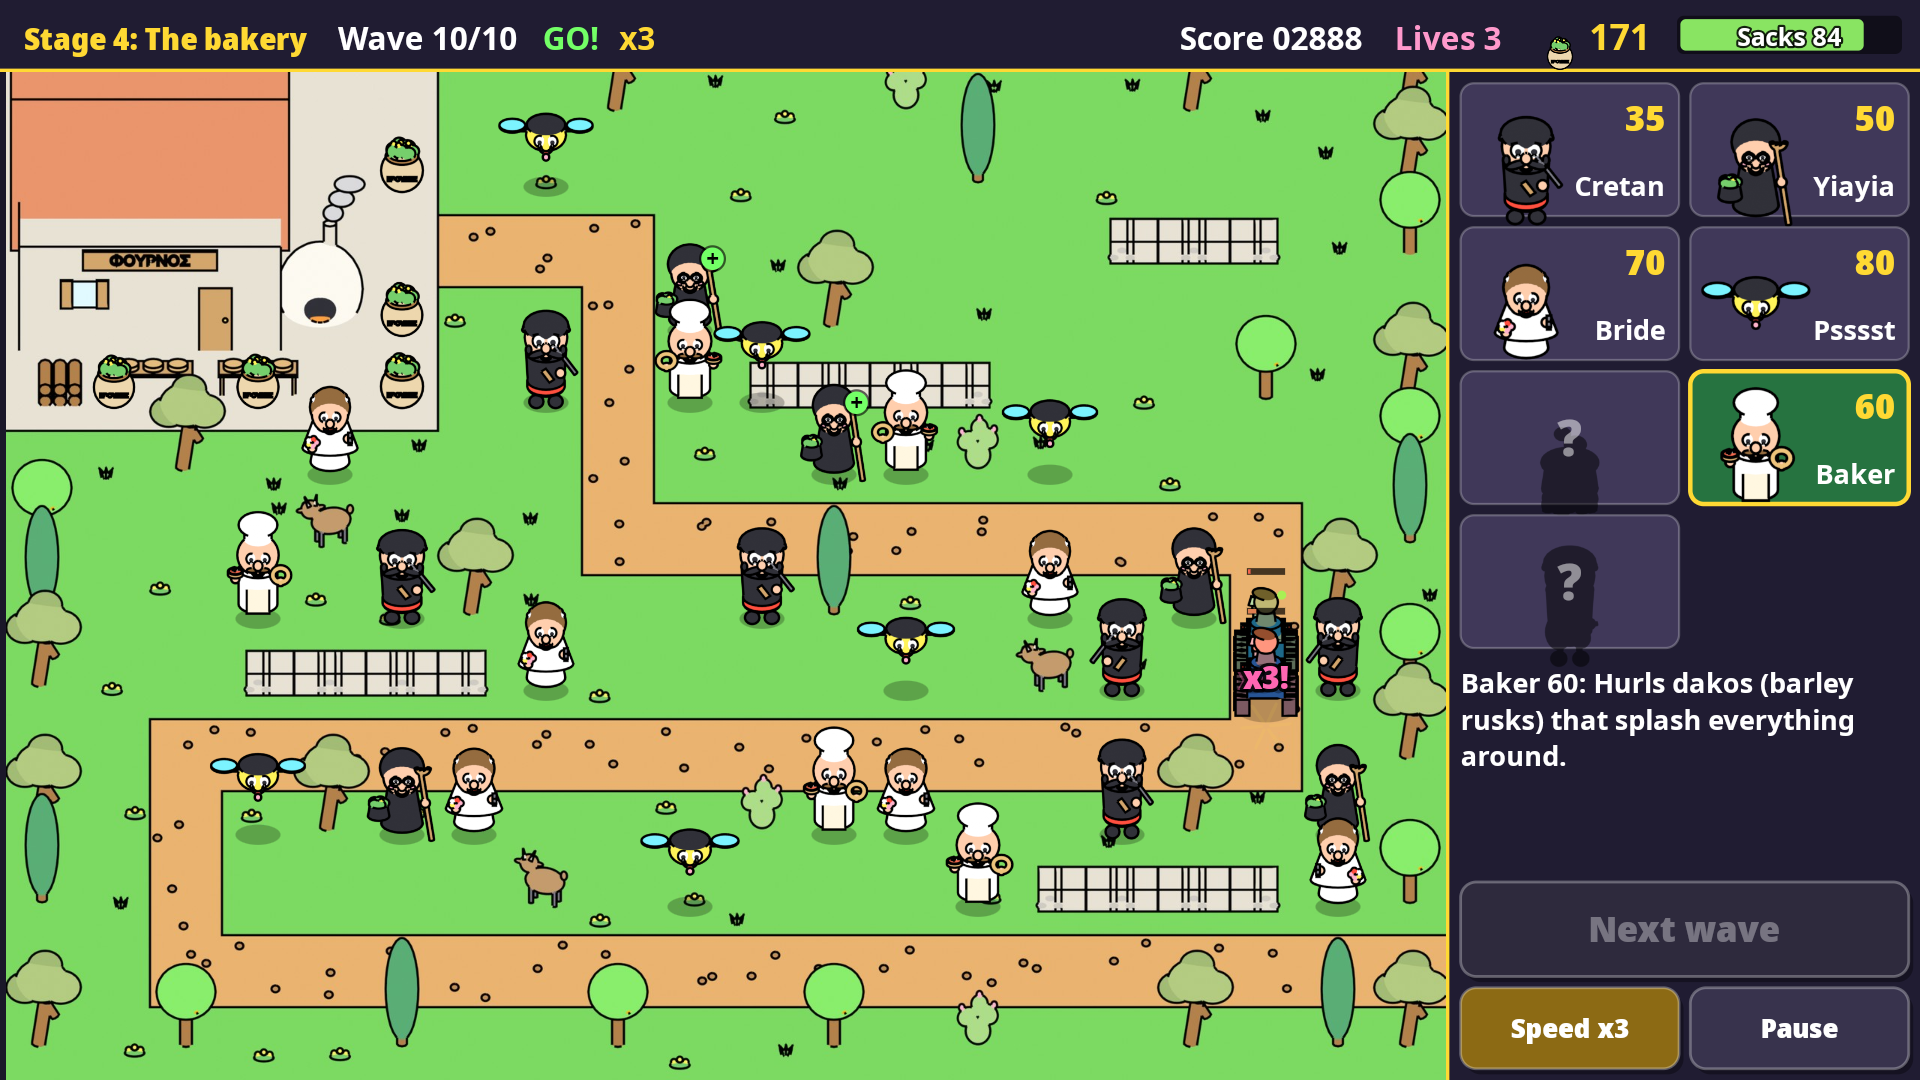 Stage 4: The bakery
Wave 10/10
GO!
x3
Score 02888
Lives 3
171
Sacks 84
ΦΟΥΡΝΟΣ
x3!
35
Cretan
50
Yiayia
70
Bride
80
Psssst
?
60
Baker
?
Baker 60: Hurls dakos (barley
rusks) that splash everything
around.
Next wave
Speed x3
Pause